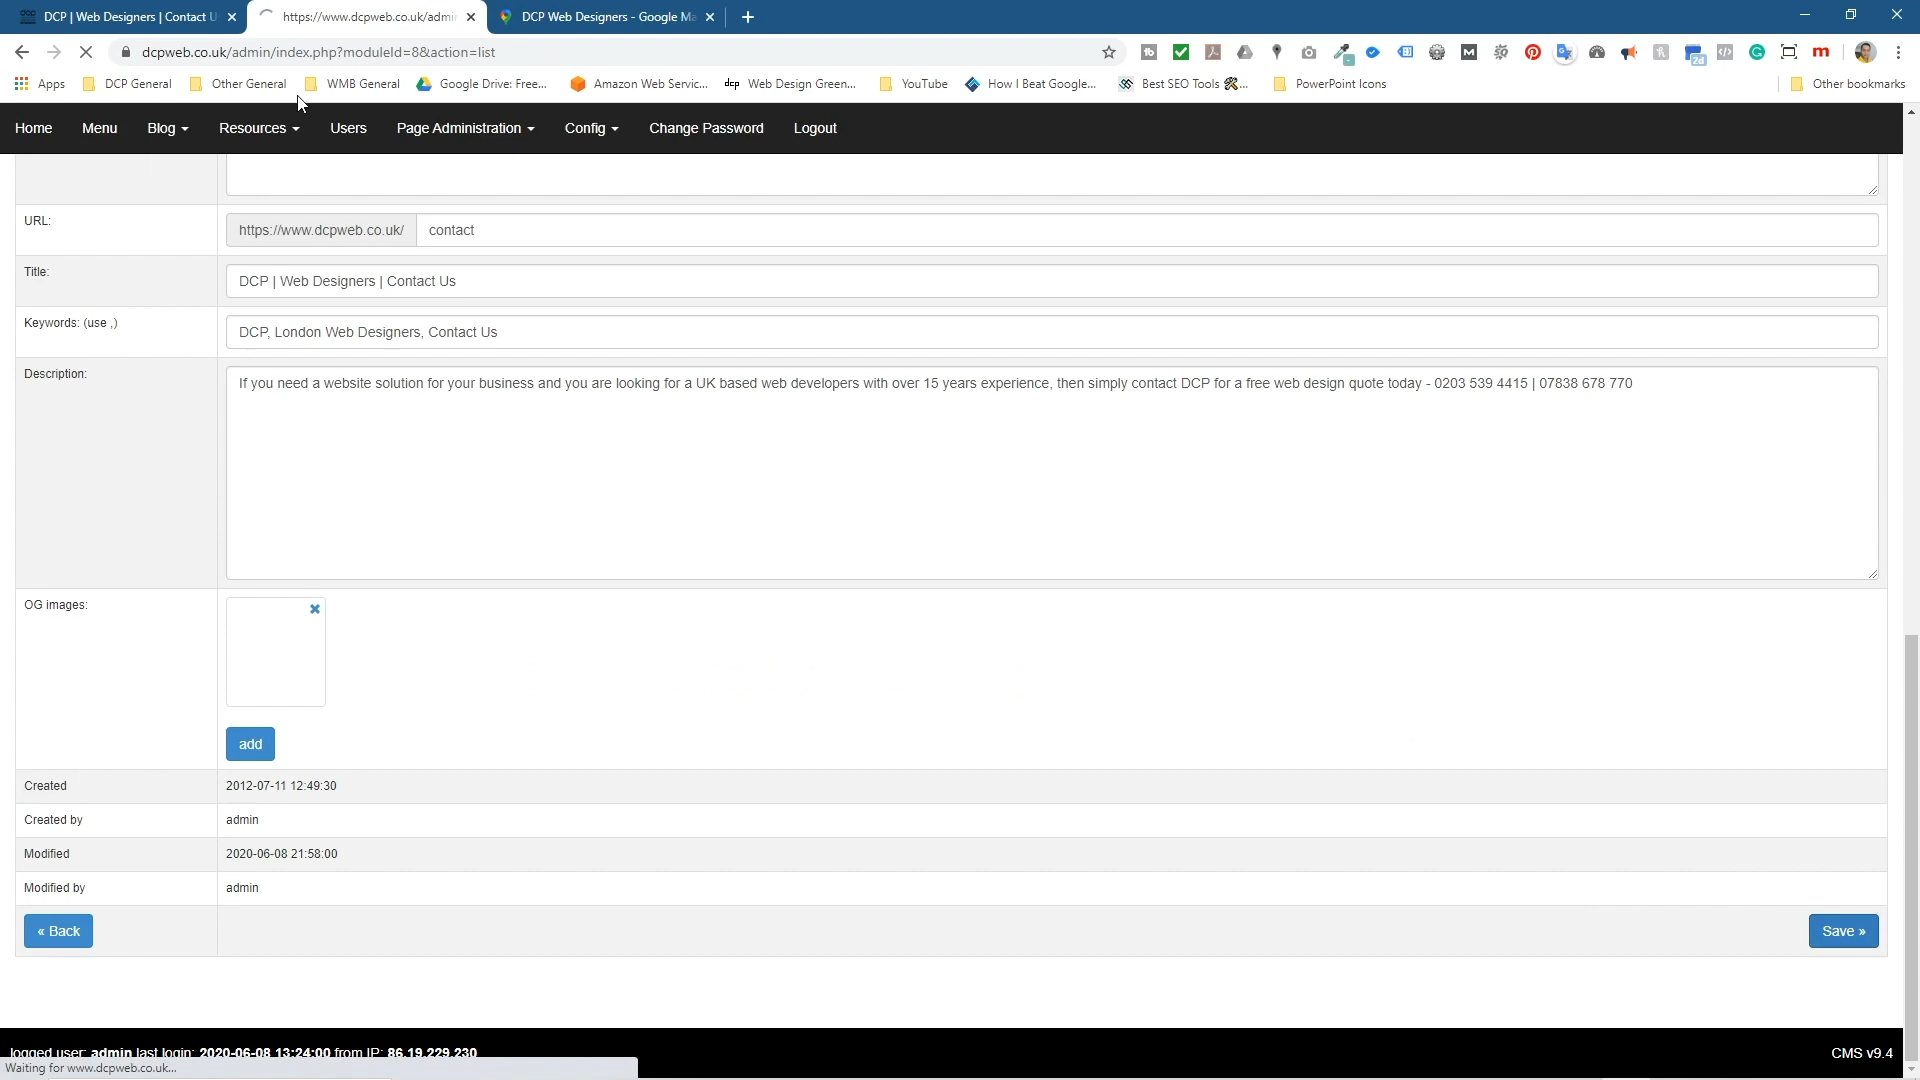 DCP | Web Designers | Contact U
https://www.dcpweb.co.uk/admin
DCP Web Designers - Google Ma
dcpweb.co.uk/admin/index.php?moduleId=8&action=list
Apps
DCP General
Other General
WMB General
Google Drive: Free...
Amazon Web Servic...
dcp Web Design Green...
YouTube
How I Beat Google...
Best SEO Tools
PowerPoint Icons
Other bookmarks
Home Menu Blog Resources Users Page Administration Config Change Password Logout
URL:
https://www.dcpweb.co.uk/ contact
Title:
DCP | Web Designers | Contact Us
Keywords: (use ,)
DCP, London Web Designers, Contact Us
Description:
If you need a website solution for your business and you are looking for a UK based web developers with over 15 years experience, then simply contact DCP for a free web design quote today - 0203 539 4415 | 07838 678 770
OG images:
add
Created 2012-07-11 12:49:30
Created by admin
Modified 2020-06-08 21:58:00
Modified by admin
« Back
Save »
logged user: admin last login: 2020-06-08 13:24:00 from IP: 86.19.229.230
CMS v9.4
Waiting for www.dcpweb.co.uk...